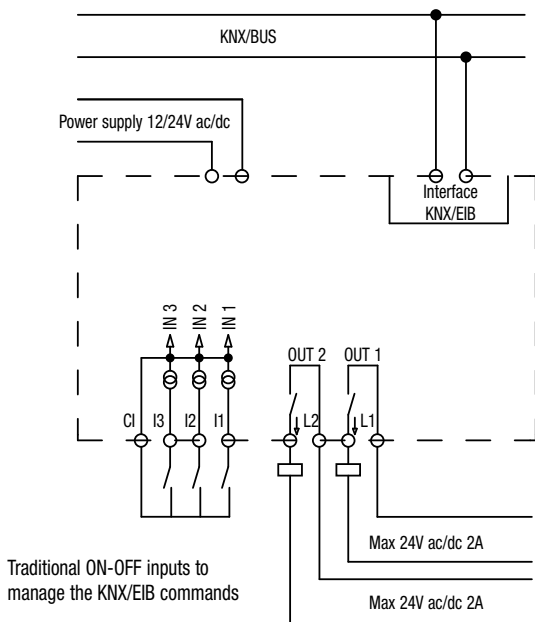 KNX/BUS
Power supply 12/24V ac/dc
Interface
KNX/EIB
IN 3
IN 2
IN 1
OUT 2
OUT 1
CI
I3
I2
I1
L2
L1
Max 24V ac/dc 2A
Traditional ON-OFF inputs to
manage the KNX/EIB commands
Max 24V ac/dc 2A